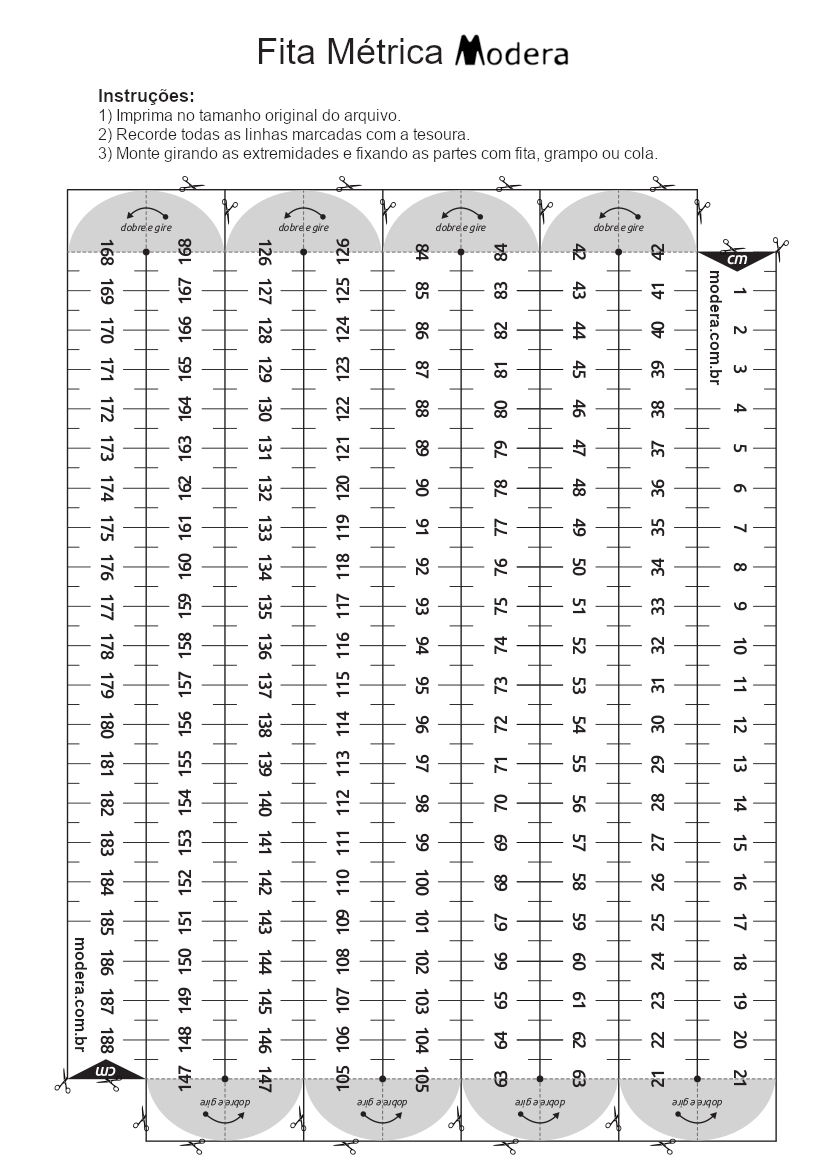 Fita Métrica Modera
Instruções:
1) Imprima no tamanho original do arquivo.
2) Recorde todas as linhas marcadas com a tesoura.
3) Monte girando as extremidades e fixando as partes com fita, grampo ou cola.
dobre e gire dobre e gire dobre e gire dobre e gire
168 168 126 126 84 84 42 42 cm
modera.com.br
169 167 127 125 85 83 43 41 1
170 166 128 124 86 82 44 40 2
171 165 129 123 87 81 45 39 3
172 164 130 122 88 80 46 38 4
173 163 131 121 89 79 47 37 5
174 162 132 120 90 78 48 36 6
175 161 133 119 91 77 49 35 7
176 160 134 118 92 76 50 34 8
177 159 135 117 93 75 51 33 9
178 158 136 116 94 74 52 32 10
179 157 137 115 95 73 53 31 11
180 156 138 114 96 72 54 30 12
181 155 139 113 97 71 55 29 13
182 154 140 112 98 70 56 28 14
183 153 141 111 99 69 57 27 15
184 152 142 110 100 68 58 26 16
185 151 143 109 101 67 59 25 17
186 150 144 108 102 66 60 24 18
187 149 145 107 103 65 61 23 19
188 148 146 106 104 64 62 22 20
modera.com.br
cm 147 147 105 105 63 63 21 21
dobre e gire dobre e gire dobre e gire dobre e gire